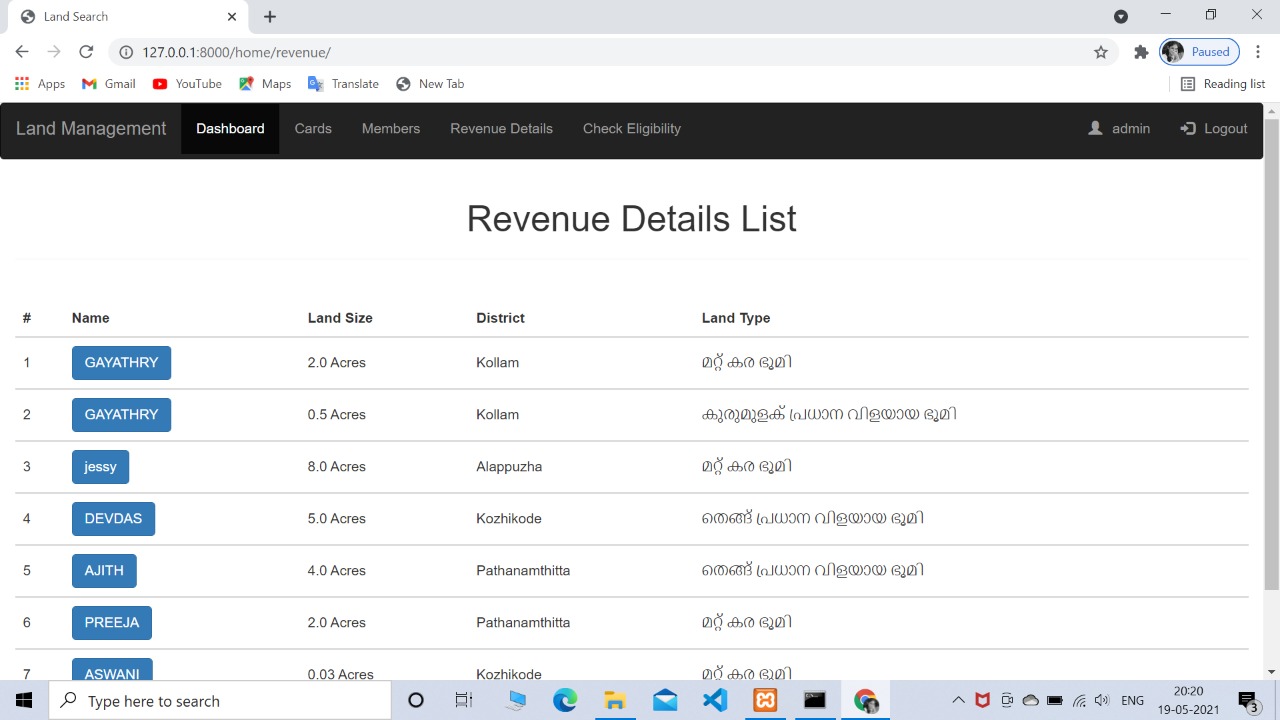 Land Search
127.0.0.1:8000/home/revenue/
Paused
Apps Gmail YouTube Maps Translate New Tab Reading list
Land Management Dashboard Cards Members Revenue Details Check Eligibility admin Logout
Revenue Details List
# Name Land Size District Land Type
1 GAYATHRY 2.0 Acres Kollam മറ്റ് കര ഭൂമി
2 GAYATHRY 0.5 Acres Kollam കുരുമുളക് പ്രധാന വിളയായ ഭൂമി
3 jessy 8.0 Acres Alappuzha മറ്റ് കര ഭൂമി
4 DEVDAS 5.0 Acres Kozhikode തെങ്ങ് പ്രധാന വിളയായ ഭൂമി
5 AJITH 4.0 Acres Pathanamthitta തെങ്ങ് പ്രധാന വിളയായ ഭൂമി
6 PREEJA 2.0 Acres Pathanamthitta മറ്റ് കര ഭൂമി
7 ASWANI 0.03 Acres Kozhikode മറ്റ് കര ഭൂമി
Type here to search ENG 20:20
19-05-2021 3